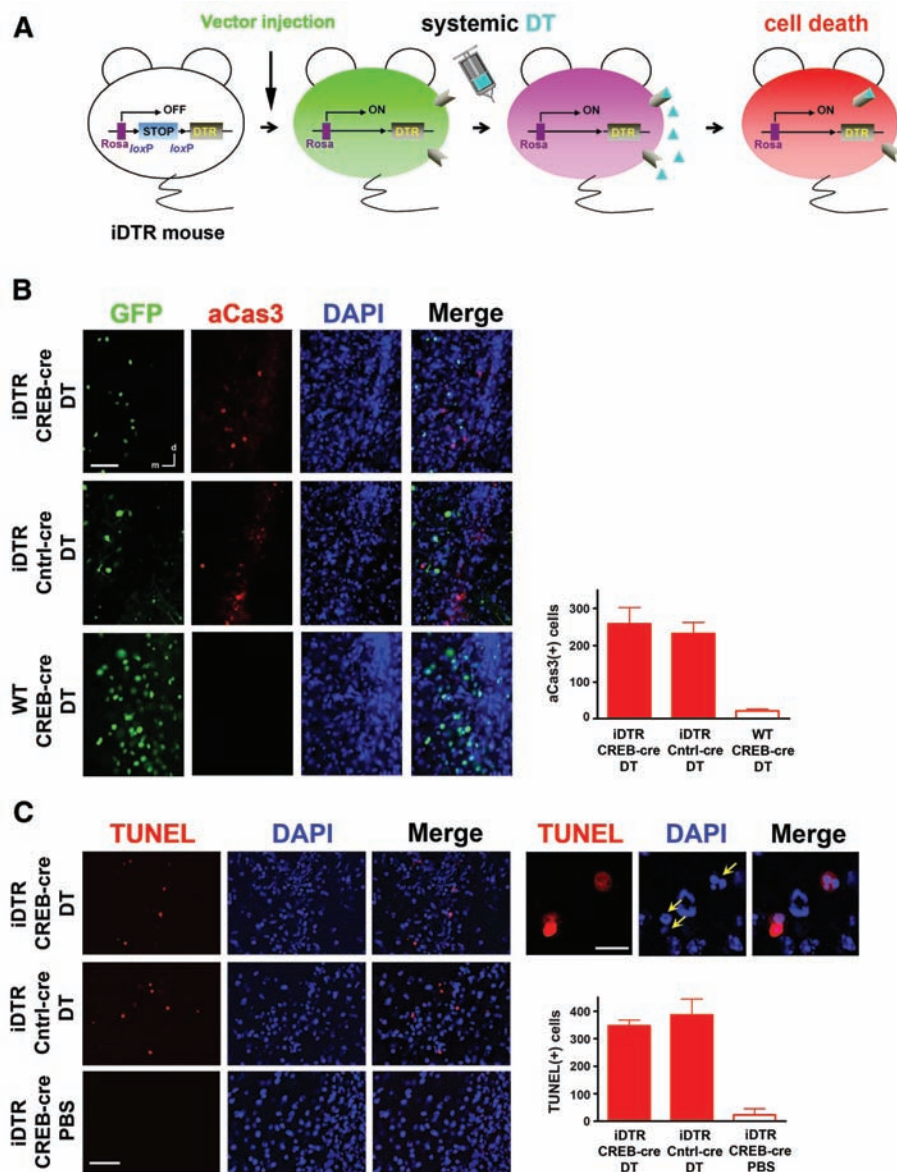 A
Vector injection
systemic DT
cell death
OFF
ON
ON
ON
STOP
DTR
DTR
DTR
DTR
Rosa
loxP
loxP
Rosa
Rosa
Rosa
iDTR mouse
B
GFP
aCas3
DAPI
Merge
iDTR
CREB-cre
DT
d
m
iDTR
Cntrl-cre
DT
WT
CREB-cre
DT
aCas3(+) cells
300
200
100
0
iDTR
CREB-cre
DT
iDTR
Cntrl-cre
DT
WT
CREB-cre
DT
C
TUNEL
DAPI
Merge
TUNEL
DAPI
Merge
iDTR
CREB-cre
DT
iDTR
Cntrl-cre
DT
iDTR
CREB-cre
PBS
TUNEL(+) cells
400
300
200
100
0
iDTR
CREB-cre
DT
iDTR
Cntrl-cre
DT
iDTR
CREB-cre
PBS